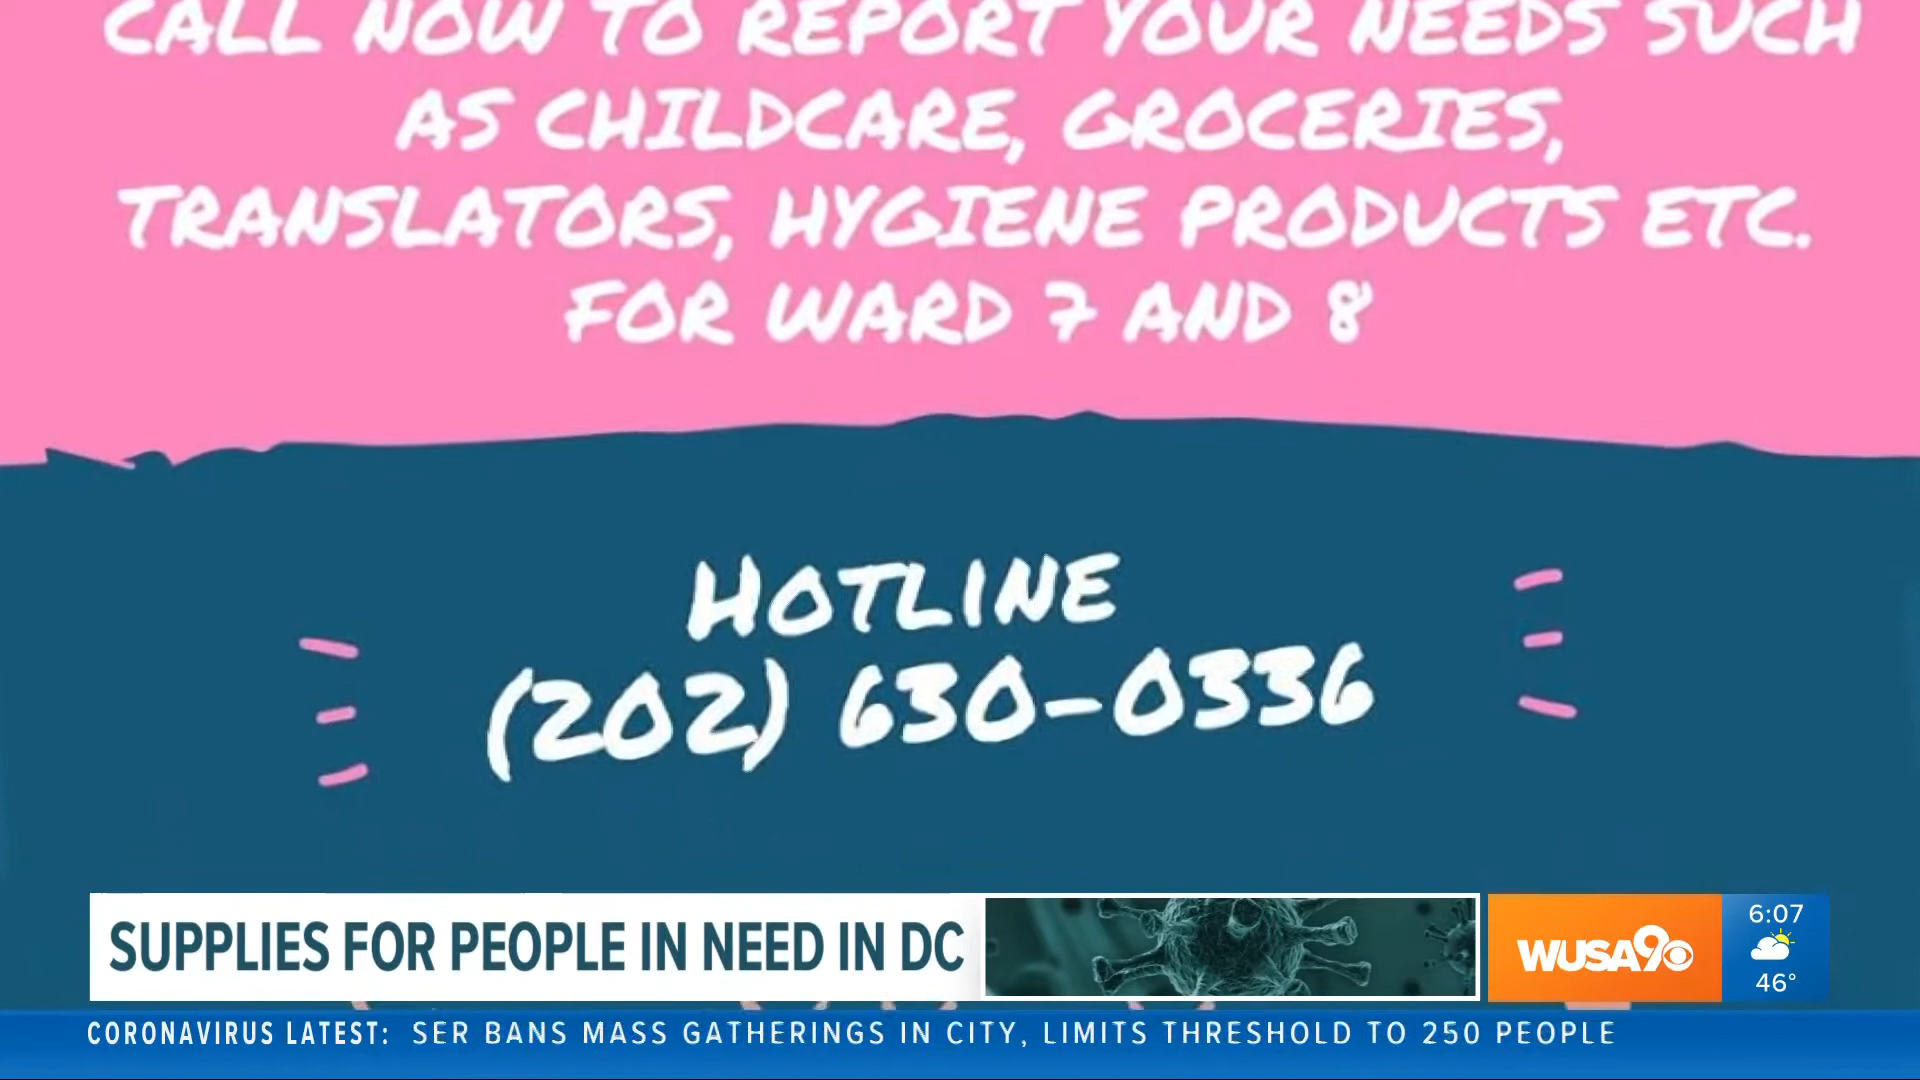 CALL NOW TO REPORT YOUR NEEDS SUCH
AS CHILDCARE, GROCERIES,
TRANSLATORS, HYGIENE PRODUCTS ETC.
FOR WARD 7 AND 8
HOTLINE
(202) 630-0336
SUPPLIES FOR PEOPLE IN NEED IN DC
WUSA9
6:07
46°
CORONAVIRUS LATEST: SER BANS MASS GATHERINGS IN CITY, LIMITS THRESHOLD TO 250 PEOPLE